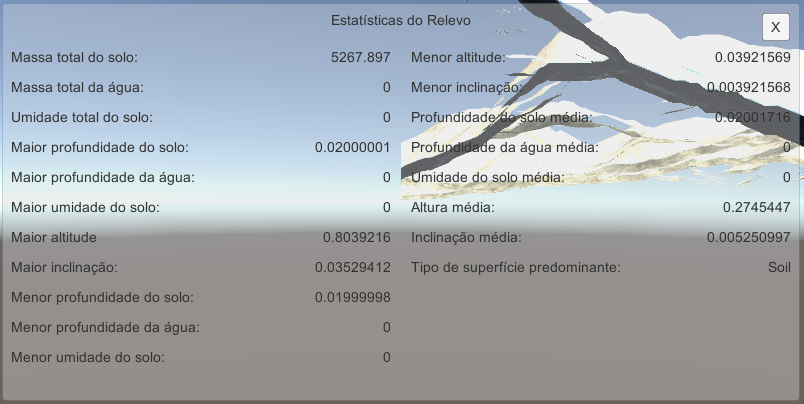 Estatísticas do Relevo
X
Massa total do solo: 5267.897
Massa total da água: 0
Umidade total do solo: 0
Maior profundidade do solo: 0.02000001
Maior profundidade da água: 0
Maior umidade do solo: 0
Maior altitude 0.8039216
Maior inclinação: 0.03529412
Menor profundidade do solo: 0.01999998
Menor profundidade da água: 0
Menor umidade do solo: 0
Menor altitude: 0.03921569
Menor inclinação: 0.003921568
Profundidade do solo média: 0.02001716
Profundidade da água média: 0
Umidade do solo média: 0
Altura média: 0.2745447
Inclinação média: 0.005250997
Tipo de superfície predominante: Soil